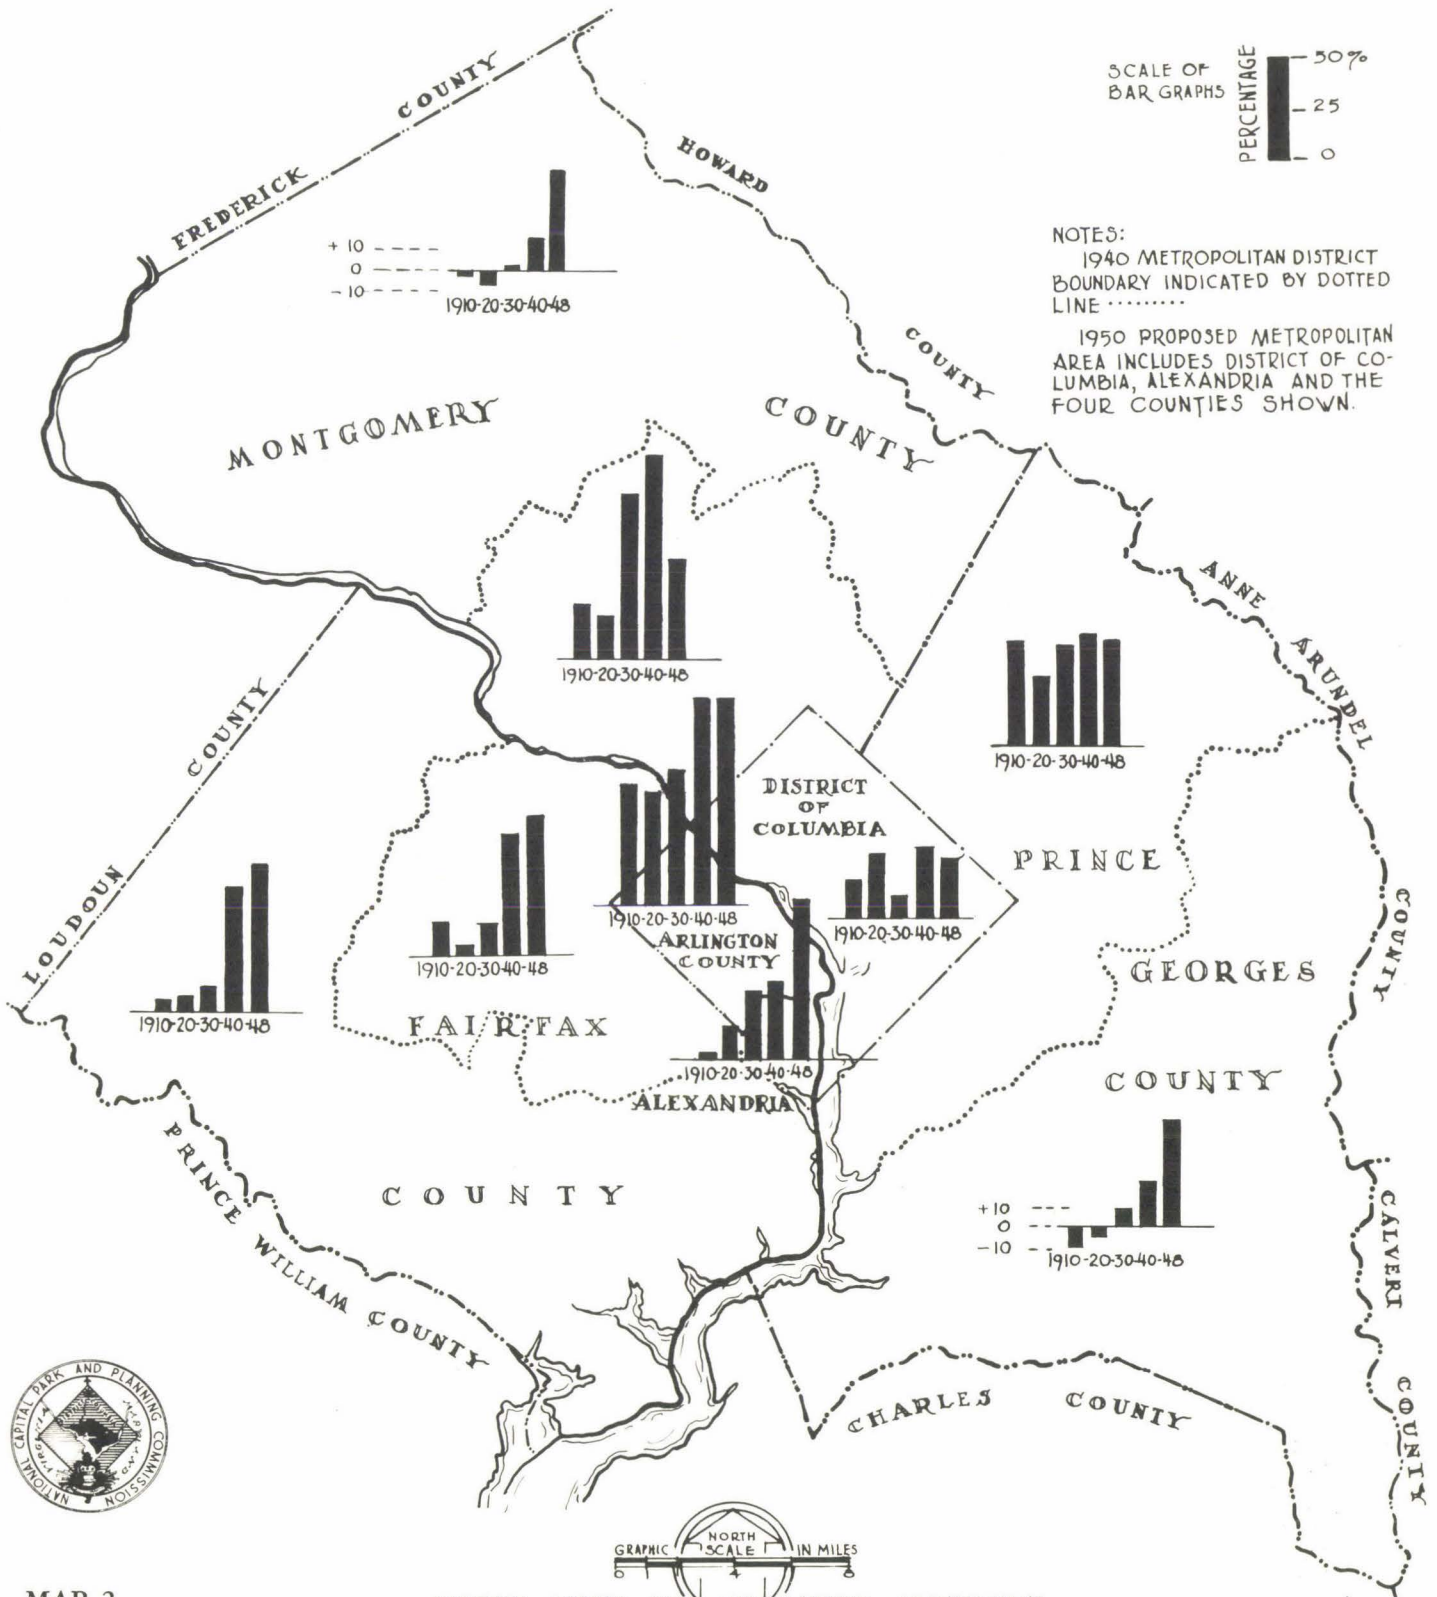 SCALE OF
BAR GRAPHS
PERCENTAGE
50%
25
0
FREDERICK COUNTY
HOWARD COUNTY
NOTES:
1940 METROPOLITAN DISTRICT
BOUNDARY INDICATED BY DOTTED
LINE ·········
1950 PROPOSED METROPOLITAN
AREA INCLUDES DISTRICT OF CO-
LUMBIA, ALEXANDRIA AND THE
FOUR COUNTIES SHOWN.
+ 10
0
- 10
1910-20-30-40-48
MONTGOMERY COUNTY
1910-20-30-40-48
ANNE ARUNDEL COUNTY
1910-20-30-40-48
LOUDOUN COUNTY
DISTRICT
OF
COLUMBIA
PRINCE
GEORGES
COUNTY
1910-20-30-40-48
ARLINGTON
COUNTY
1910-20-30-40-48
1910-20-30-40-48
1910-20-30-40-48
FAIRFAX
COUNTY
1910-20-30-40-48
ALEXANDRIA
PRINCE WILLIAM COUNTY
+10
0
-10
1910-20-30-40-48
CALVERT COUNTY
CHARLES COUNTY
NATIONAL CAPITAL PARK AND PLANNING COMMISSION
VIRGINIA
MARYLAND
NORTH
GRAPHIC SCALE IN MILES
0 4 8